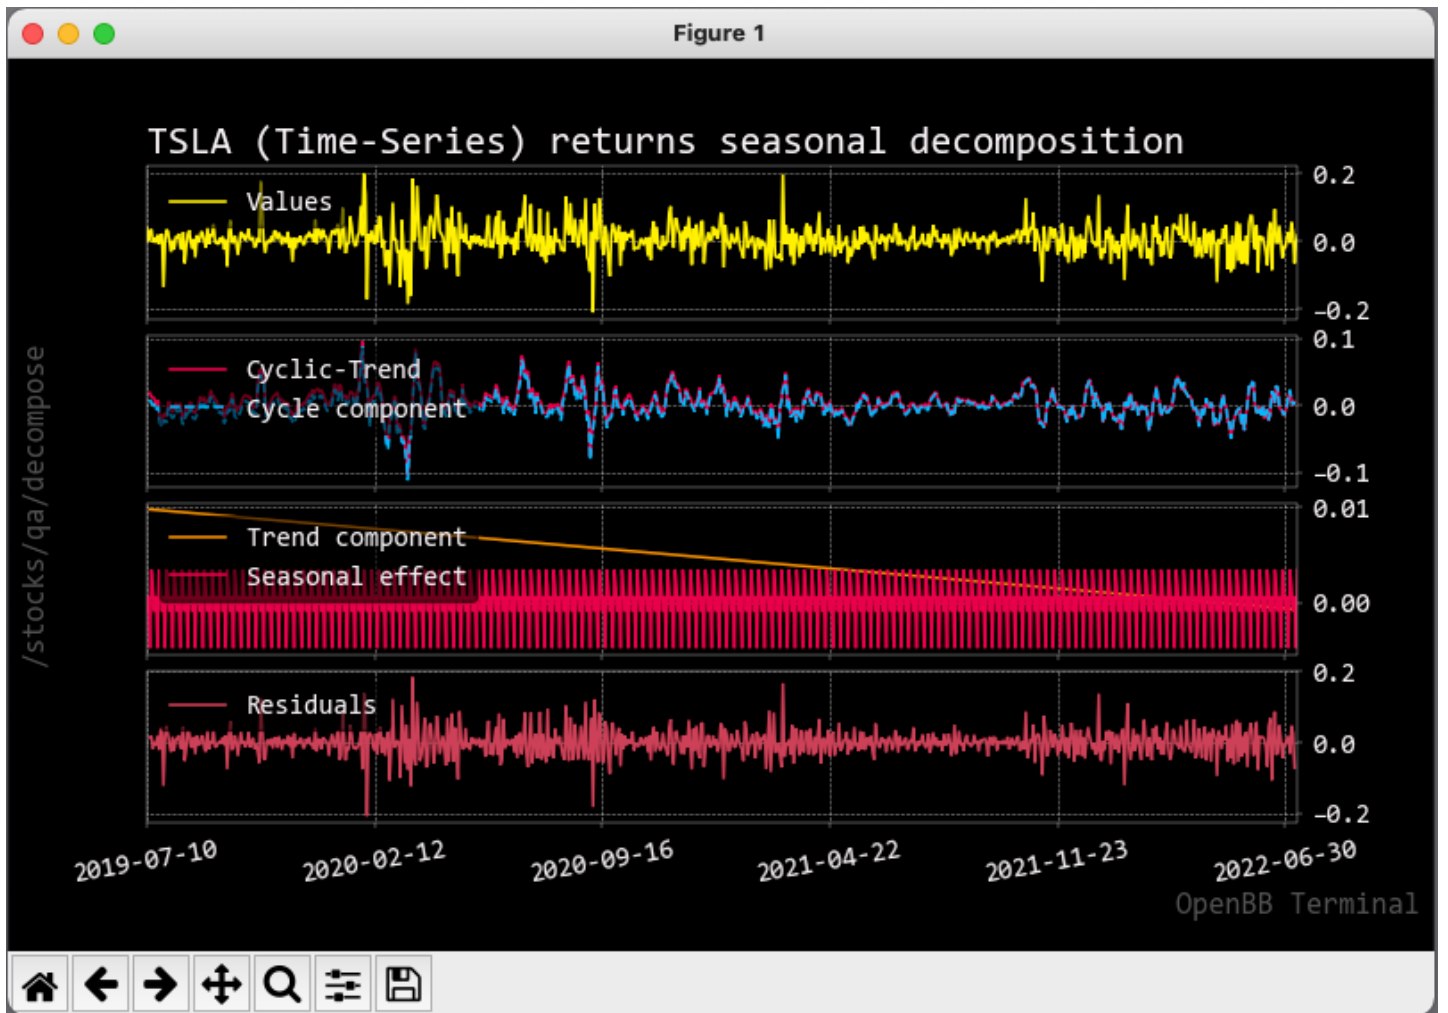 Figure 1
TSLA (Time-Series) returns seasonal decomposition
Values
0.2
0.0
−0.2
Cyclic-Trend
Cycle component
0.1
0.0
−0.1
Trend component
Seasonal effect
0.01
0.00
Residuals
0.2
0.0
−0.2
2019-07-10
2020-02-12
2020-09-16
2021-04-22
2021-11-23
2022-06-30
/stocks/qa/decompose
OpenBB Terminal